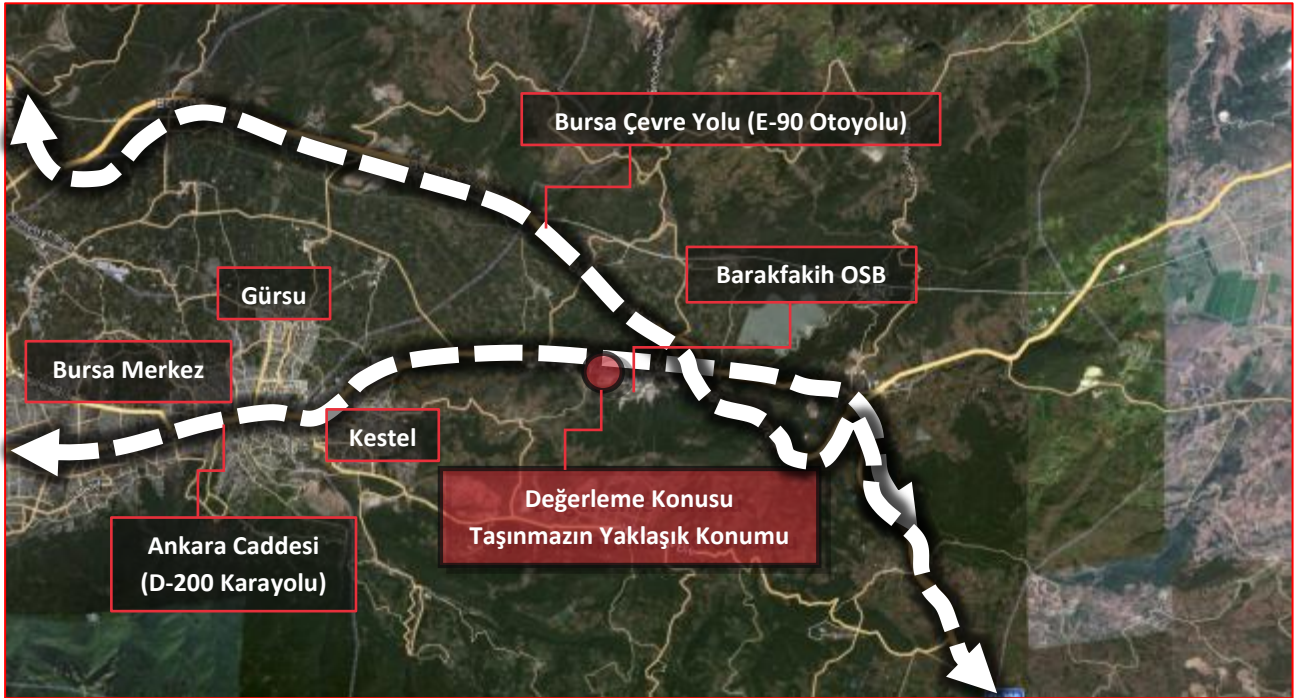 Bursa Çevre Yolu (E-90 Otoyolu)
Barakfakih OSB
Gürsu
Bursa Merkez
Kestel
Değerleme Konusu
Taşınmazın Yaklaşık Konumu
Ankara Caddesi
(D-200 Karayolu)